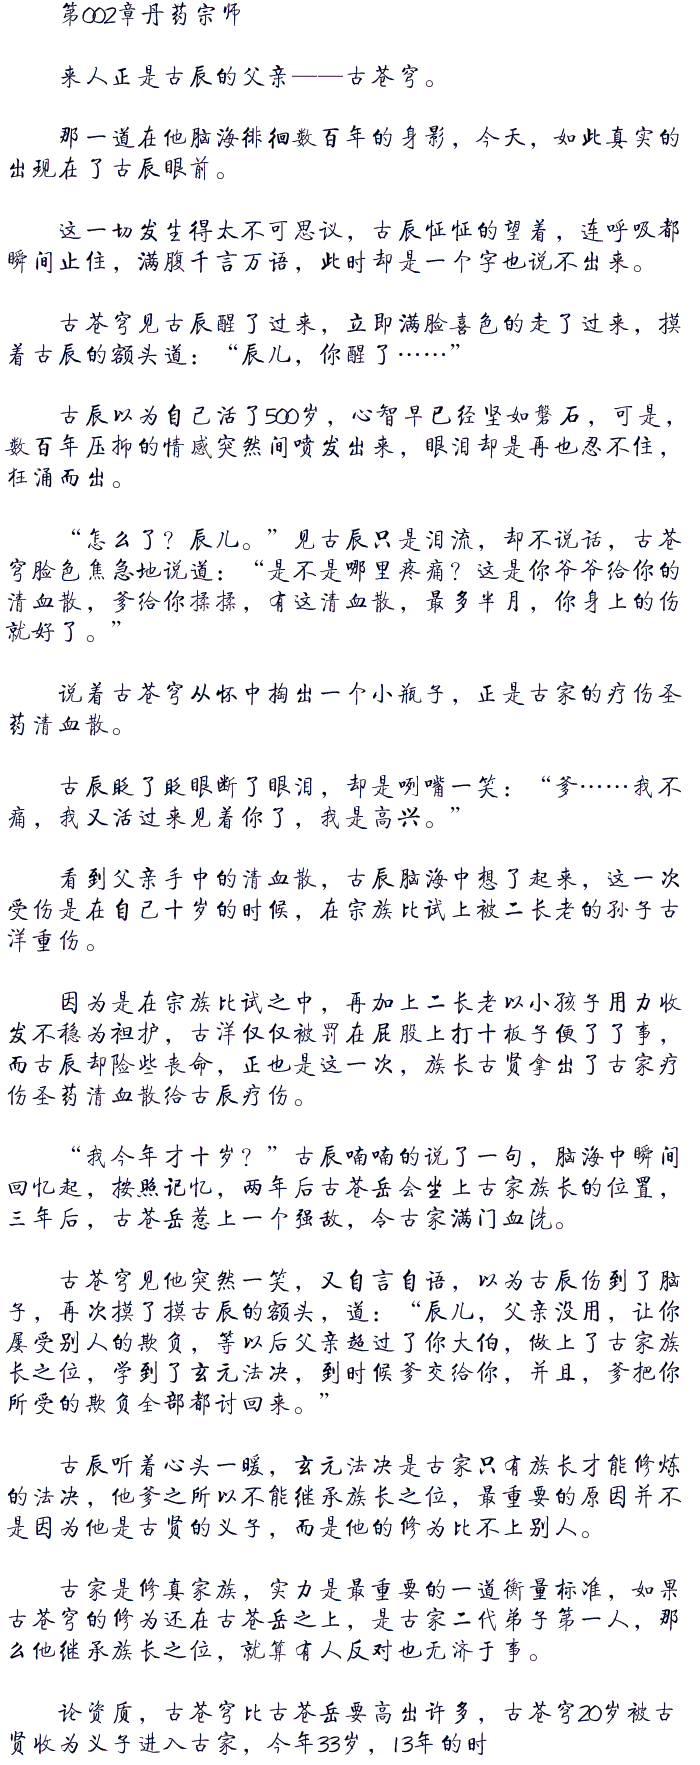 第002章丹药宗师
来人正是古辰的父亲——古苍穹。
那一道在他脑海徘徊数百年的身影，今天，如此真实的
出现在了古辰眼前。
这一切发生得太不可思议，古辰怔怔的望着，连呼吸都
瞬间止住，满腹千言万语，此时却是一个字也说不出来。
古苍穹见古辰醒了过来，立即满脸喜色的走了过来，摸
着古辰的额头道：“辰儿，你醒了……”
古辰以为自己活了500岁，心智早已经坚如磐石，可是，
数百年压抑的情感突然间喷发出来，眼泪却是再也忍不住，
狂涌而出。
“怎么了？辰儿。”见古辰只是泪流，却不说话，古苍
穹脸色焦急地说道：“是不是哪里疼痛？这是你爷爷给你的
清血散，爹给你揉揉，有这清血散，最多半月，你身上的伤
就好了。”
说着古苍穹从怀中掏出一个小瓶子，正是古家的疗伤圣
药清血散。
古辰眨了眨眼断了眼泪，却是咧嘴一笑：“爹……我不
痛，我又活过来见着你了，我是高兴。”
看到父亲手中的清血散，古辰脑海中想了起来，这一次
受伤是在自己十岁的时候，在宗族比试上被二长老的孙子古
洋重伤。
因为是在宗族比试之中，再加上二长老以小孩子用力收
发不稳为袒护，古洋仅仅被罚在屁股上打十板子便了了事，
而古辰却险些丧命，正也是这一次，族长古贤拿出了古家疗
伤圣药清血散给古辰疗伤。
“我今年才十岁？”古辰喃喃的说了一句，脑海中瞬间
回忆起，按照记忆，两年后古苍岳会坐上古家族长的位置，
三年后，古苍岳惹上一个强敌，令古家满门血洗。
古苍穹见他突然一笑，又自言自语，以为古辰伤到了脑
子，再次摸了摸古辰的额头，道：“辰儿，父亲没用，让你
屡受别人的欺负，等以后父亲超过了你大伯，做上了古家族
长之位，学到了玄元法决，到时候爹交给你，并且，爹把你
所受的欺负全部都讨回来。”
古辰听着心头一暖，玄元法决是古家只有族长才能修炼
的法决，他爹之所以不能继承族长之位，最重要的原因并不
是因为他是古贤的义子，而是他的修为比不上别人。
古家是修真家族，实力是最重要的一道衡量标准，如果
古苍穹的修为还在古苍岳之上，是古家二代弟子第一人，那
么他继承族长之位，就算有人反对也无济于事。
论资质，古苍穹比古苍岳要高出许多，古苍穹20岁被古
贤收为义子进入古家，今年33岁，13年的时